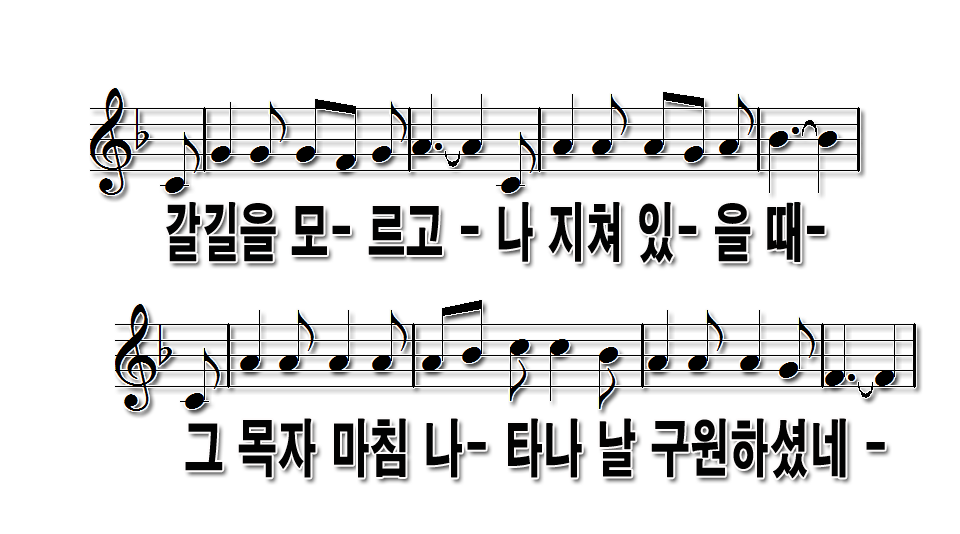 갈길을 모- 르고 - 나 지쳐 있- 을 때-
그 목자 마침 나- 타나 날 구원하셨네 -